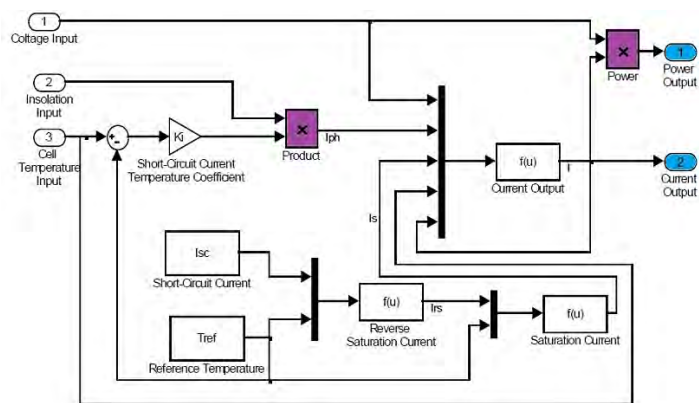 1
Coltage Input
2
Insolation
Input
3
Cell
Temperature
Input
+
-
Ki
Short-Circuit Current
Temperature Coefficient
×
Product
Iph
×
Power
1
Power
Output
f(u)
Current Output
I
2
Current
Output
Is
Isc
Short-Circuit Current
Tref
Reference Temperature
f(u)
Reverse
Saturation Current
Irs
f(u)
Saturation Current